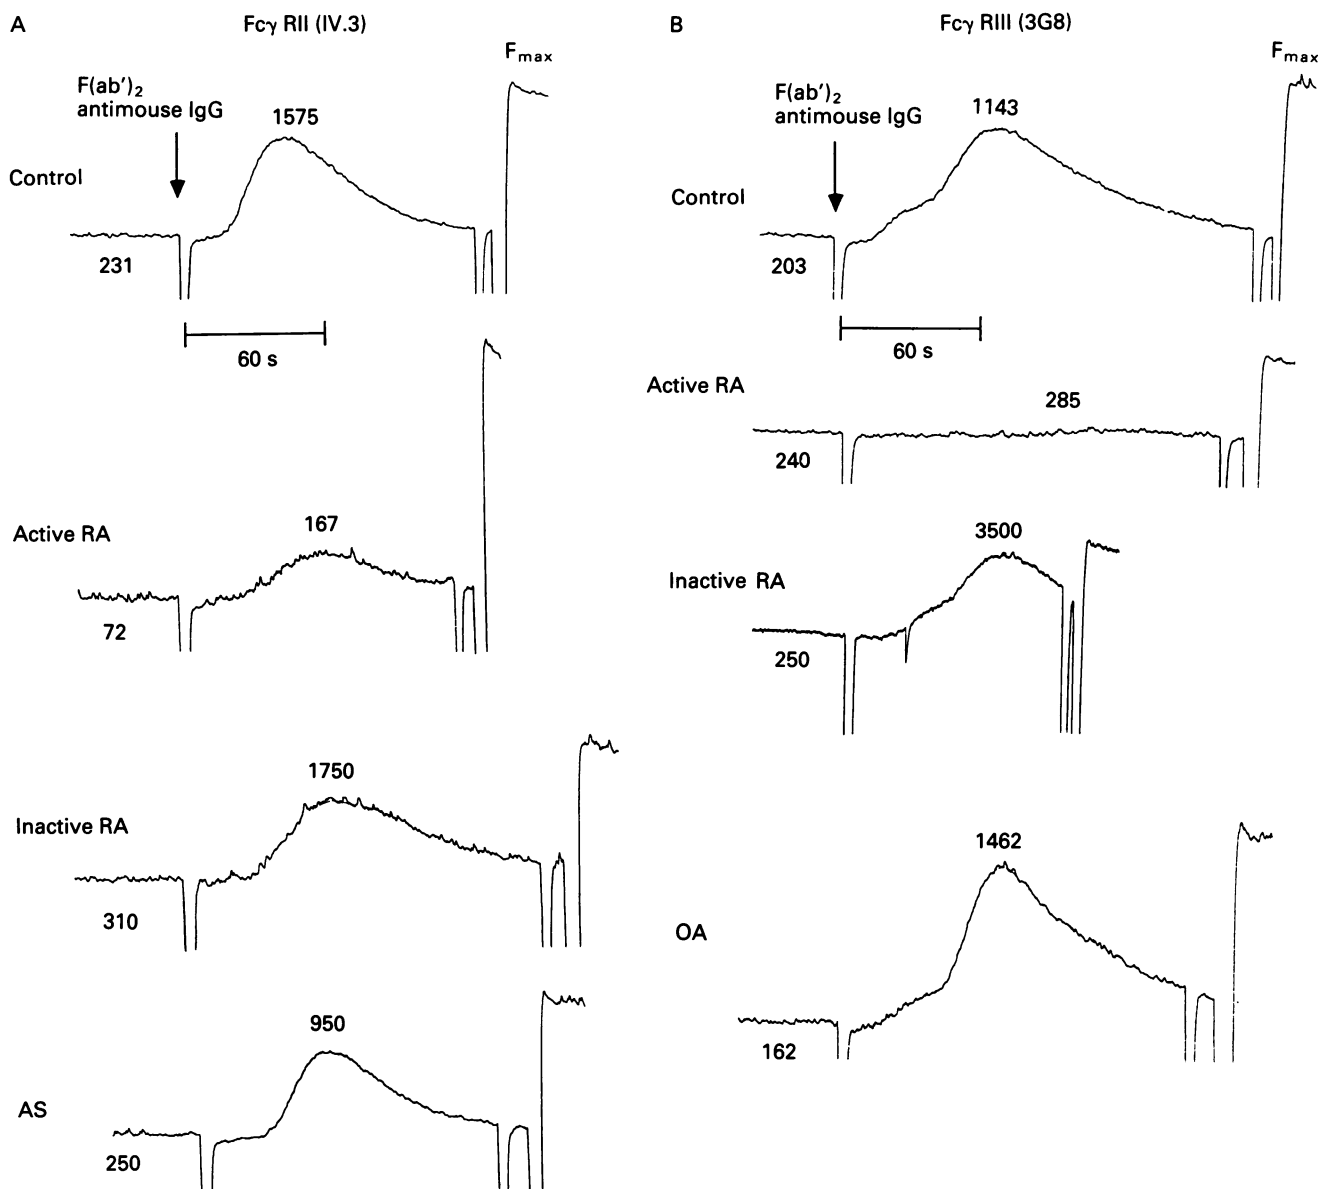 A
Fcγ RII (IV.3)
Fmax
F(ab')₂
antimouse IgG
1575
Control
231
60 s
Active RA
167
72
Inactive RA
1750
310
AS
950
250
B
Fcγ RIII (3G8)
Fmax
F(ab')₂
antimouse IgG
1143
Control
203
60 s
Active RA
285
240
Inactive RA
3500
250
OA
1462
162